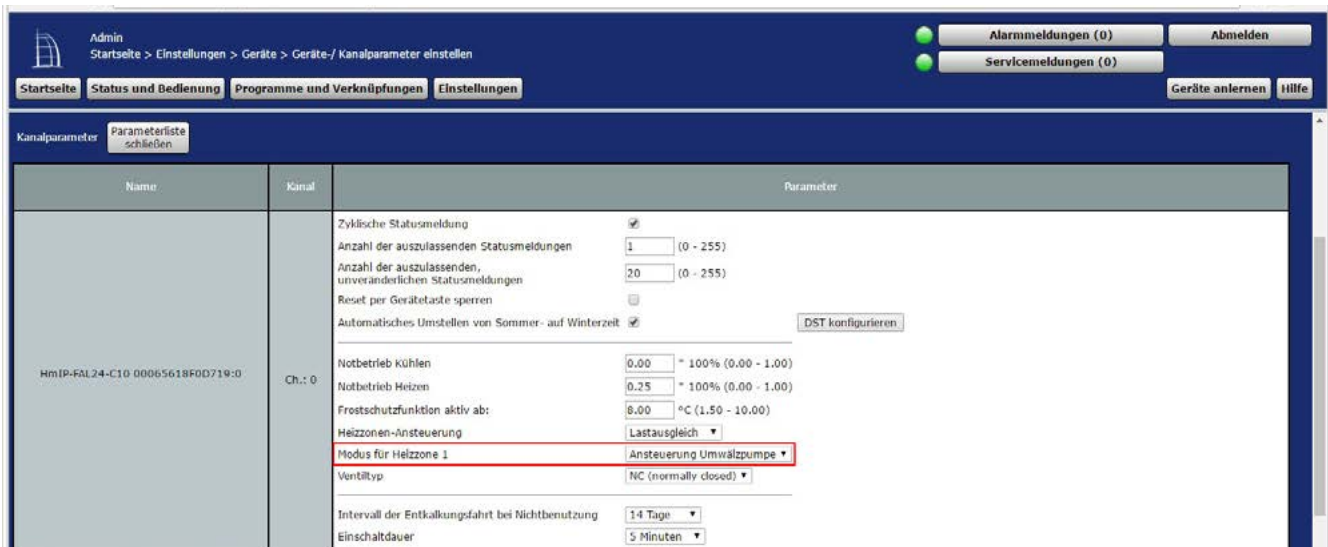 Admin
Startseite > Einstellungen > Geräte > Geräte-/ Kanalparameter einstellen
Alarmmeldungen (0)
Abmelden
Servicemeldungen (0)
Startseite
Status und Bedienung
Programme und Verknüpfungen
Einstellungen
Geräte anlernen
Hilfe
Kanalparameter
Parameterliste
schließen
Name
Kanal
Parameter
HmIP-FAL24-C10 00065618F0D719:0
Ch.: 0
Zyklische Statusmeldung
Anzahl der auszulassenden Statusmeldungen 1 (0 - 255)
Anzahl der auszulassenden,
unveränderlichen Statusmeldungen 20 (0 - 255)
Reset per Gerätetaste sperren
Automatisches Umstellen von Sommer- auf Winterzeit DST konfigurieren
Notbetrieb Kühlen 0.00 * 100% (0.00 - 1.00)
Notbetrieb Heizen 0.25 * 100% (0.00 - 1.00)
Frostschutzfunktion aktiv ab: 8.00 °C (1.50 - 10.00)
Heizzonen-Ansteuerung Lastausgleich
Modus für Heizzone 1 Ansteuerung Umwälzpumpe
Ventiltyp NC (normally closed)
Intervall der Entkalkungsfahrt bei Nichtbenutzung 14 Tage
Einschaltdauer 5 Minuten